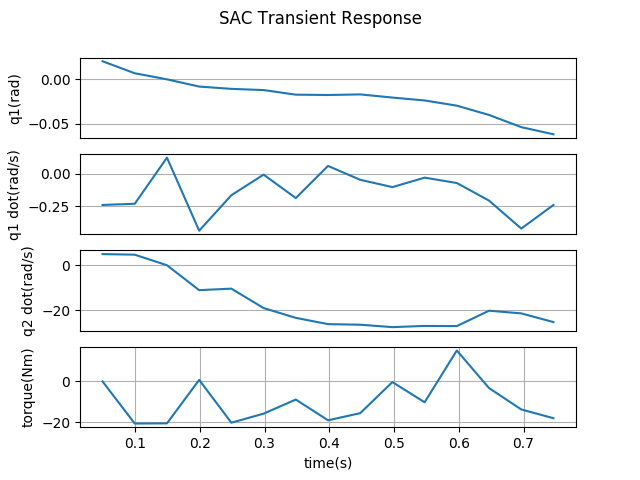 SAC Transient Response
q1(rad)
0.00
−0.05
q1 dot(rad/s)
0.00
−0.25
q2 dot(rad/s)
0
−20
torque(Nm)
0
−20
0.1 0.2 0.3 0.4 0.5 0.6 0.7
time(s)